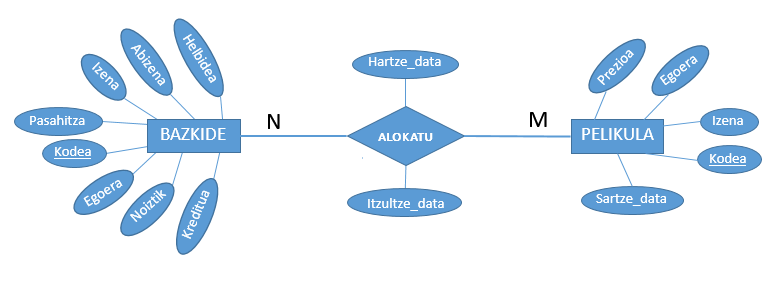 Helbidea
Abizena
Izena
Pasahitza
Kodea
Egoera
Noiztik
Kreditua
BAZKIDE
N
Hartze_data
ALOKATU
Itzultze_data
M
PELIKULA
Prezioa
Egoera
Izena
Kodea
Sartze_data